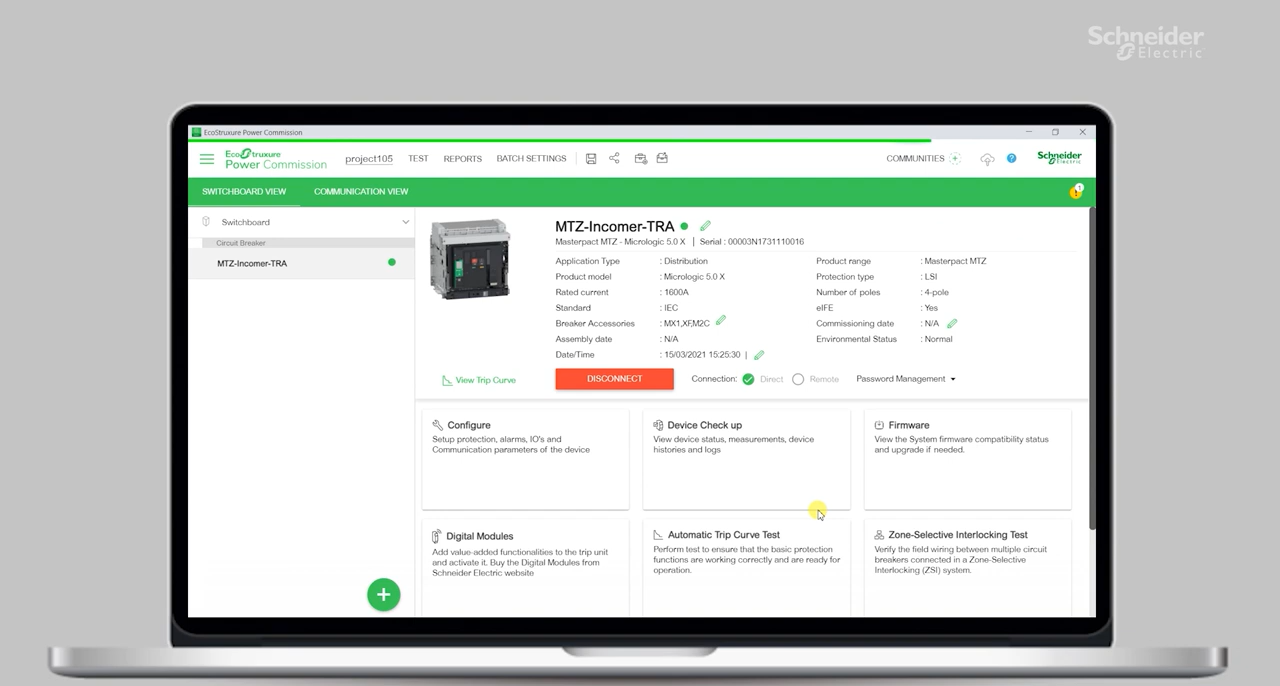 Schneider
Electric
EcoStruxure Power Commission
EcoStruxure
Power Commission
project105
TEST
REPORTS
BATCH SETTINGS
COMMUNITIES
Schneider
Electric
SWITCHBOARD VIEW
COMMUNICATION VIEW
1
Switchboard
Circuit Breaker
MTZ-Incomer-TRA
MTZ-Incomer-TRA
Masterpact MTZ - Micrologic 5.0 X | Serial : 00003N1731110016
Application Type : Distribution
Product model : Micrologic 5.0 X
Rated current : 1600A
Standard : IEC
Breaker Accessories : MX1,XF,M2C
Assembly date : N/A
Date/Time : 15/03/2021 15:25:30 |
Product range : Masterpact MTZ
Protection type : LSI
Number of poles : 4-pole
eIFE : Yes
Commissioning date : N/A
Environmental Status : Normal
View Trip Curve
DISCONNECT
Connection: Direct Remote
Password Management
Configure
Setup protection, alarms, IO's and
Communication parameters of the device
Device Check up
View device status, measurements, device
histories and logs
Firmware
View the System firmware compatibility status
and upgrade if needed.
Digital Modules
Add value-added functionalities to the trip unit
and activate it. Buy the Digital Modules from
Schneider Electric website
Automatic Trip Curve Test
Perform test to ensure that the basic protection
functions are working correctly and are ready for
operation.
Zone-Selective Interlocking Test
Verify the field wiring between multiple circuit
breakers connected in a Zone-Selective
Interlocking (ZSI) system.